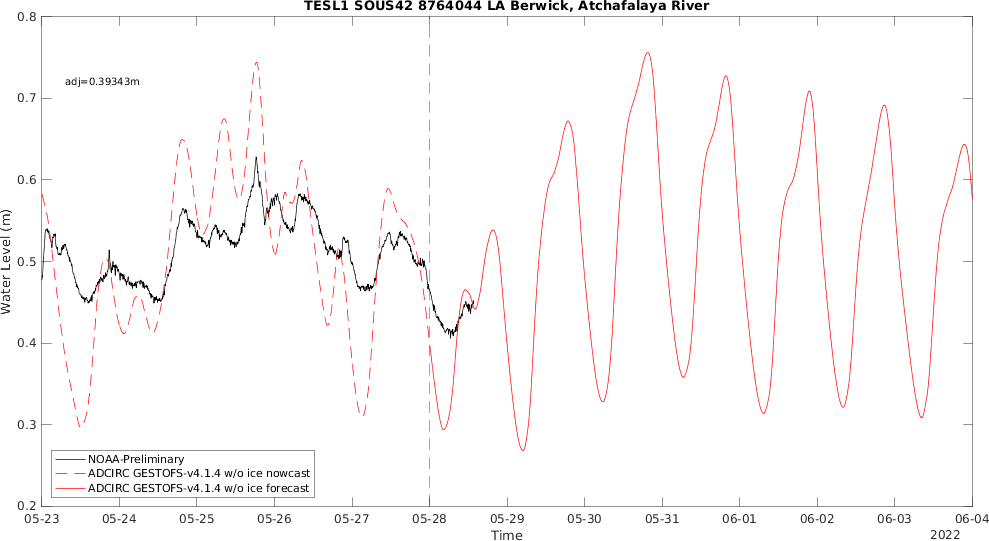 TESL1 SOUS42 8764044 LA Berwick, Atchafalaya River
adj=0.39343m
Water Level (m)
0.8
0.7
0.6
0.5
0.4
0.3
0.2
NOAA-Preliminary
ADCIRC GESTOFS-v4.1.4 w/o ice nowcast
ADCIRC GESTOFS-v4.1.4 w/o ice forecast
05-23 05-24 05-25 05-26 05-27 05-28 05-29 05-30 05-31 06-01 06-02 06-03 06-04
Time
2022